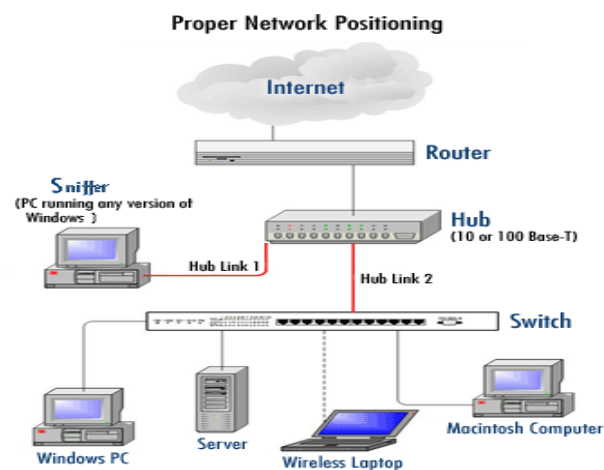 Proper Network Positioning
Internet
Router
Sniffer
(PC running any version of
Windows )
Hub
(10 or 100 Base-T)
Hub Link 1
Hub Link 2
Switch
Windows PC
Server
Wireless Laptop
Macintosh Computer